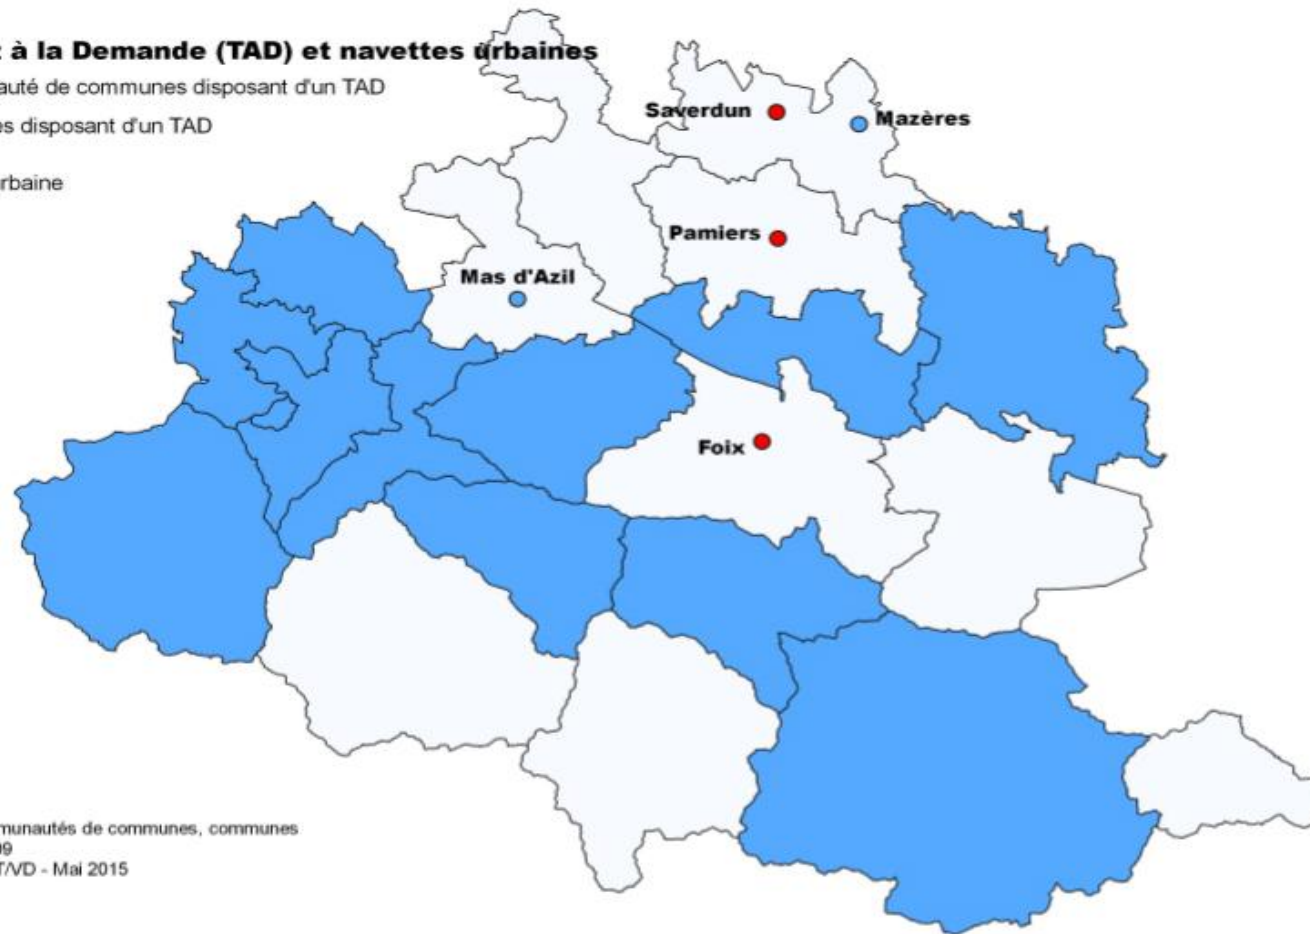 à la Demande (TAD) et navettes urbaines
auté de communes disposant d'un TAD
es disposant d'un TAD
rbaine
Saverdun
Mazères
Pamiers
Mas d'Azil
Foix
munautés de communes, communes
09
T/VD - Mai 2015